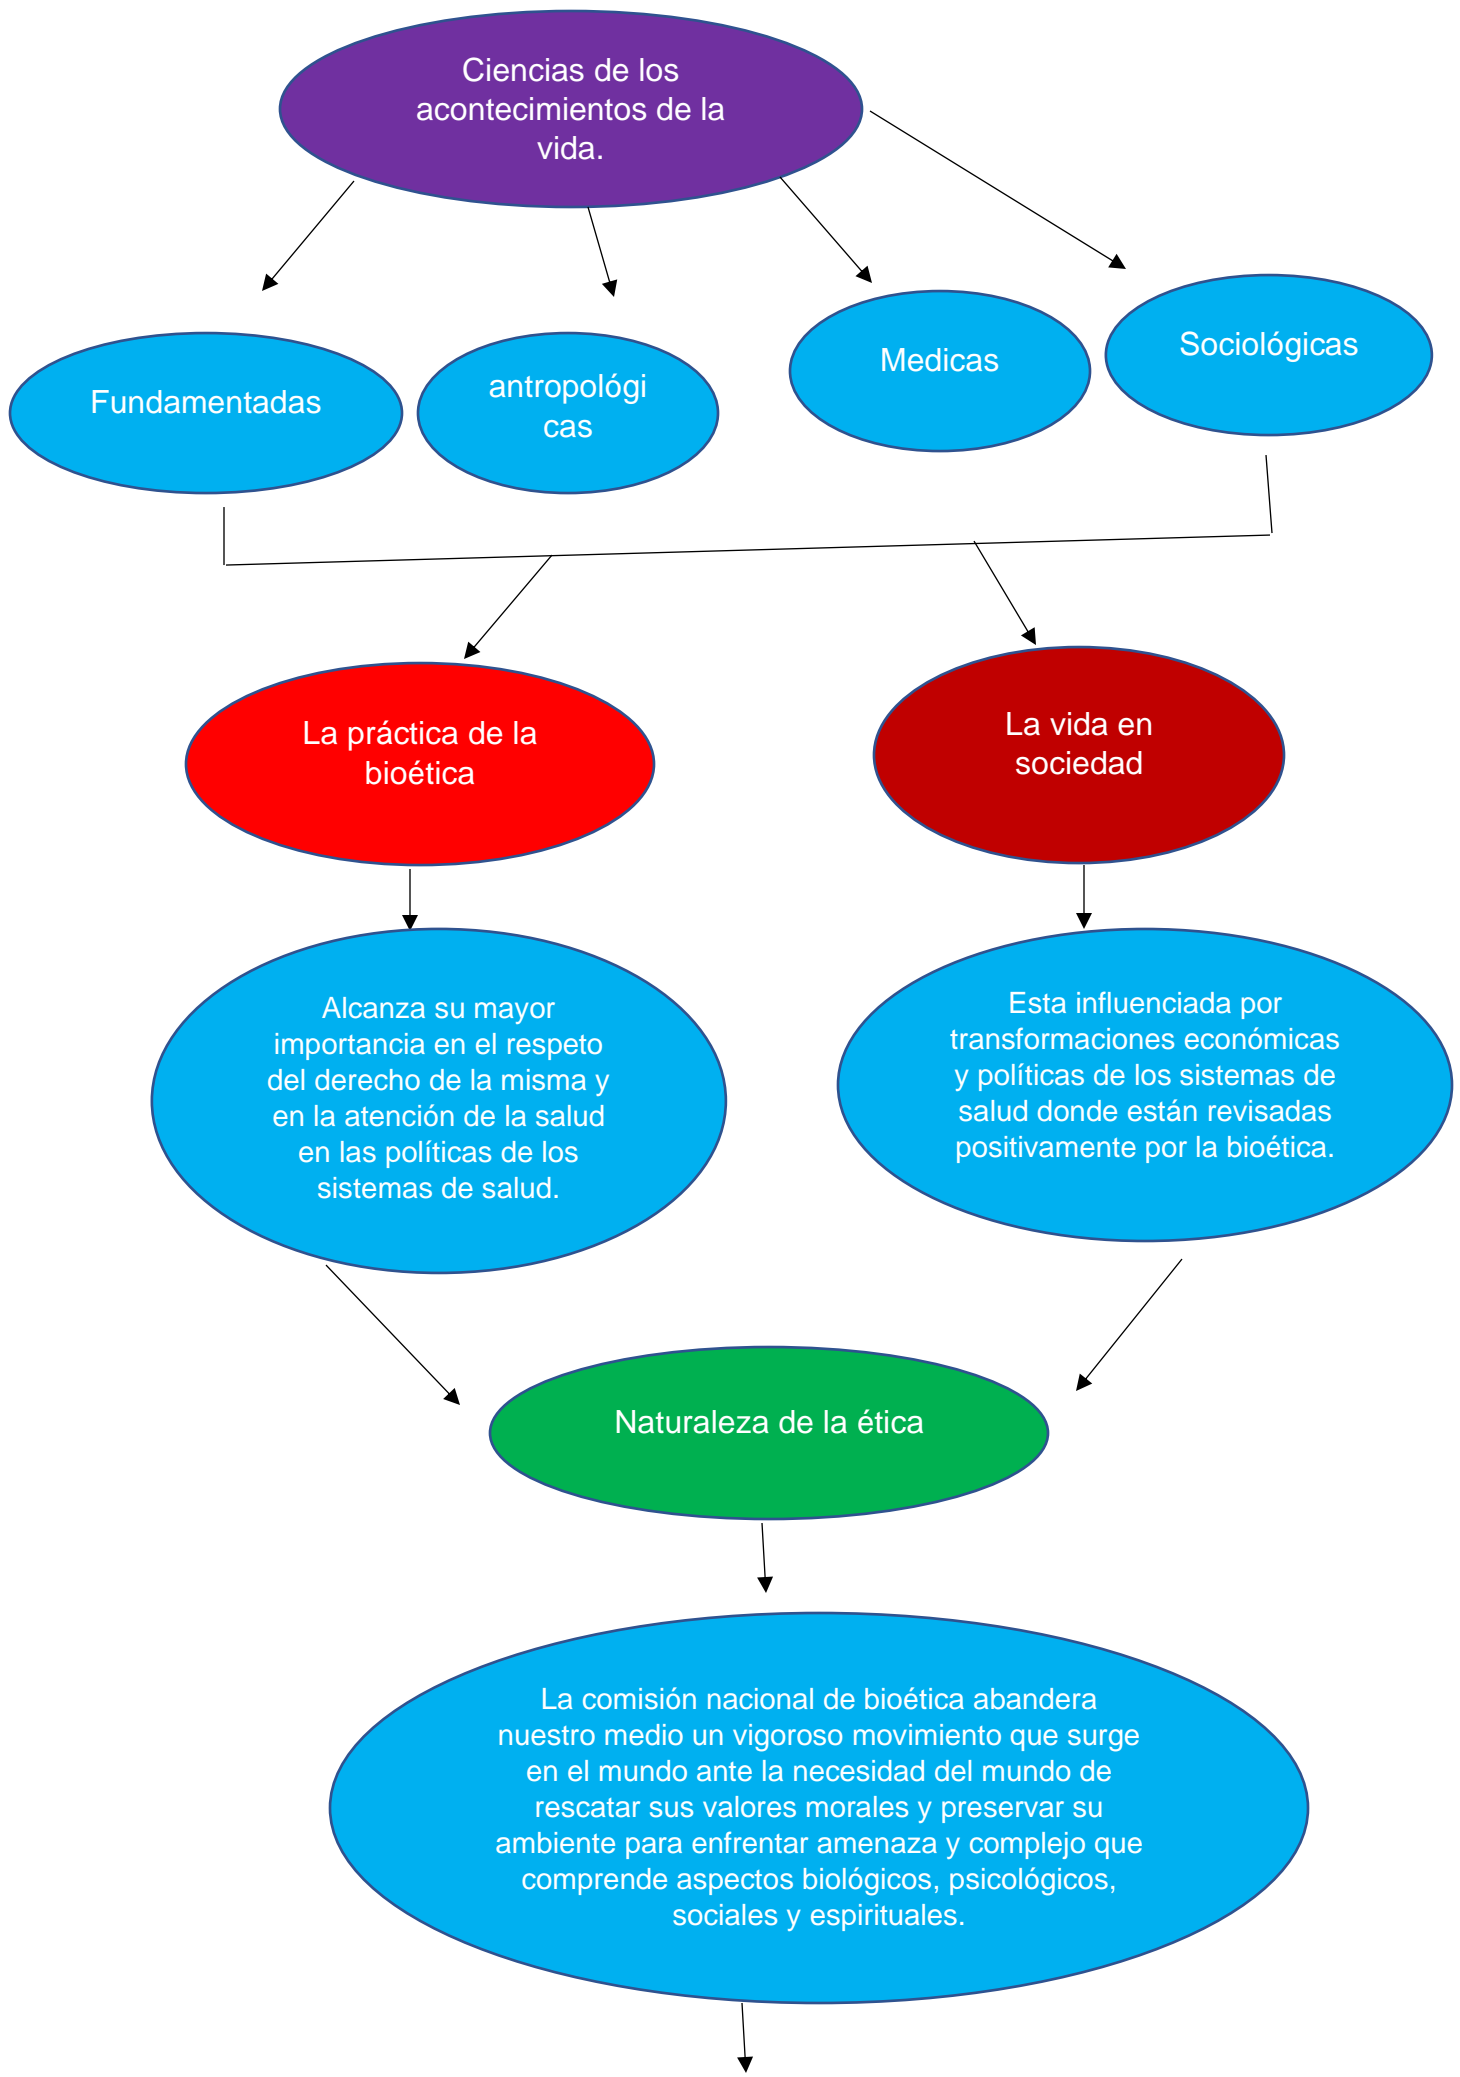 Ciencias de los
acontecimientos de la
vida.
Fundamentadas
antropológi
cas
Medicas
Sociológicas
La práctica de la
bioética
La vida en
sociedad
Alcanza su mayor
importancia en el respeto
del derecho de la misma y
en la atención de la salud
en las políticas de los
sistemas de salud.
Esta influenciada por
transformaciones económicas
y políticas de los sistemas de
salud donde están revisadas
positivamente por la bioética.
Naturaleza de la ética
La comisión nacional de bioética abandera
nuestro medio un vigoroso movimiento que surge
en el mundo ante la necesidad del mundo de
rescatar sus valores morales y preservar su
ambiente para enfrentar amenaza y complejo que
comprende aspectos biológicos, psicológicos,
sociales y espirituales.